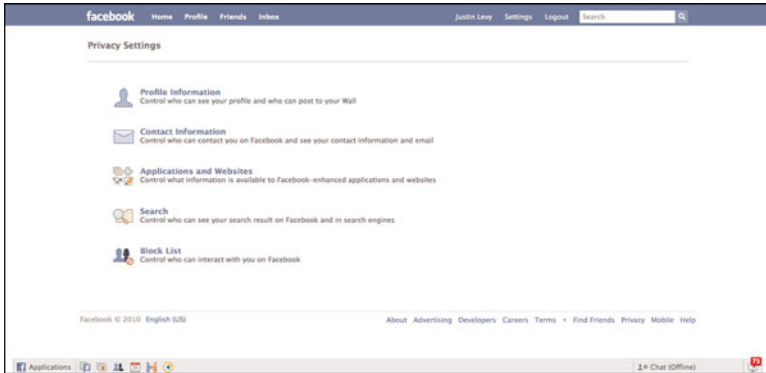 facebook Home Profile Friends Inbox Justin Levy Settings Logout Search
Privacy Settings
Profile Information
Control who can see your profile and who can post to your Wall
Contact Information
Control who can contact you on Facebook and see your contact information and email
Applications and Websites
Control what information is available to Facebook-enhanced applications and websites
Search
Control who can see your search result on Facebook and in search engines
Block List
Control who can interact with you on Facebook
Facebook © 2010 English (US) About Advertising Developers Careers Terms • Find Friends Privacy Mobile Help
Applications Chat (Offline)